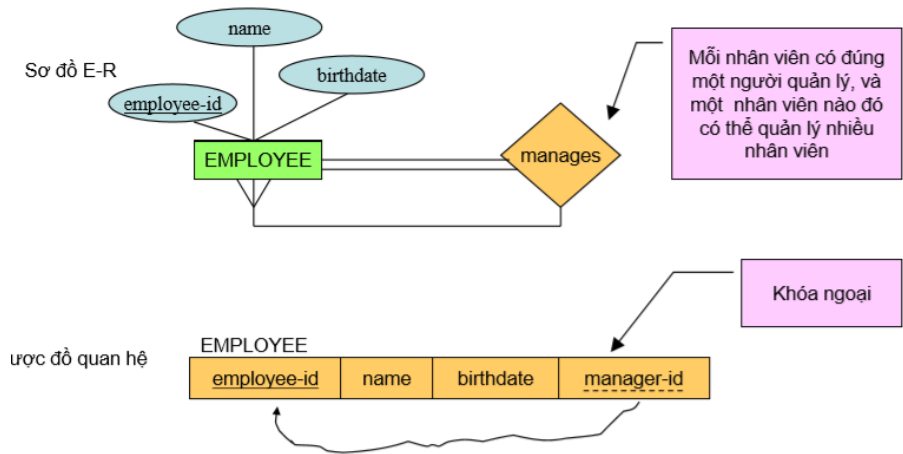 name
Sơ đồ E-R
birthdate
employee-id
EMPLOYEE
manages
Mỗi nhân viên có đúng
một người quản lý, và
một nhân viên nào đó
có thể quản lý nhiều
nhân viên
Khóa ngoại
ược đồ quan hệ
EMPLOYEE
employee-id
name
birthdate
manager-id